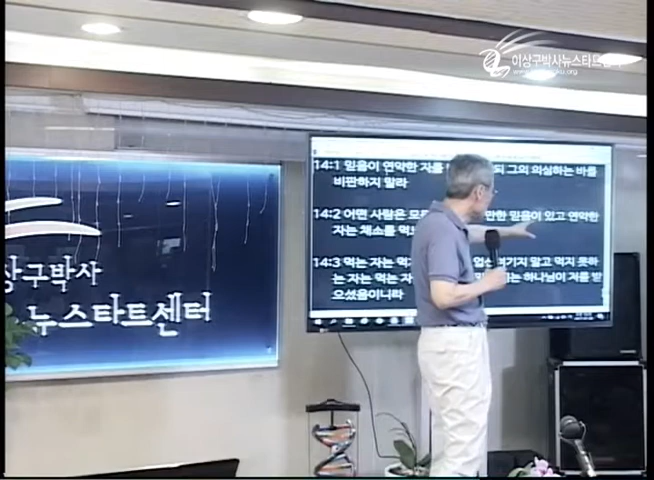 이상구박사뉴스타트센터
14:1 믿음이 연약한 자를 되 그의 의심하는 바를
비판하지 말라
14:2 어떤 사람은 모 만한 믿음이 있고 연약한
자는 채소를
14:3 먹는 자는 여기지 말고 먹지 못하
는 자는 먹는 는 하나님이 저를 받
으셨음이니라
상구박사
뉴스타트센터